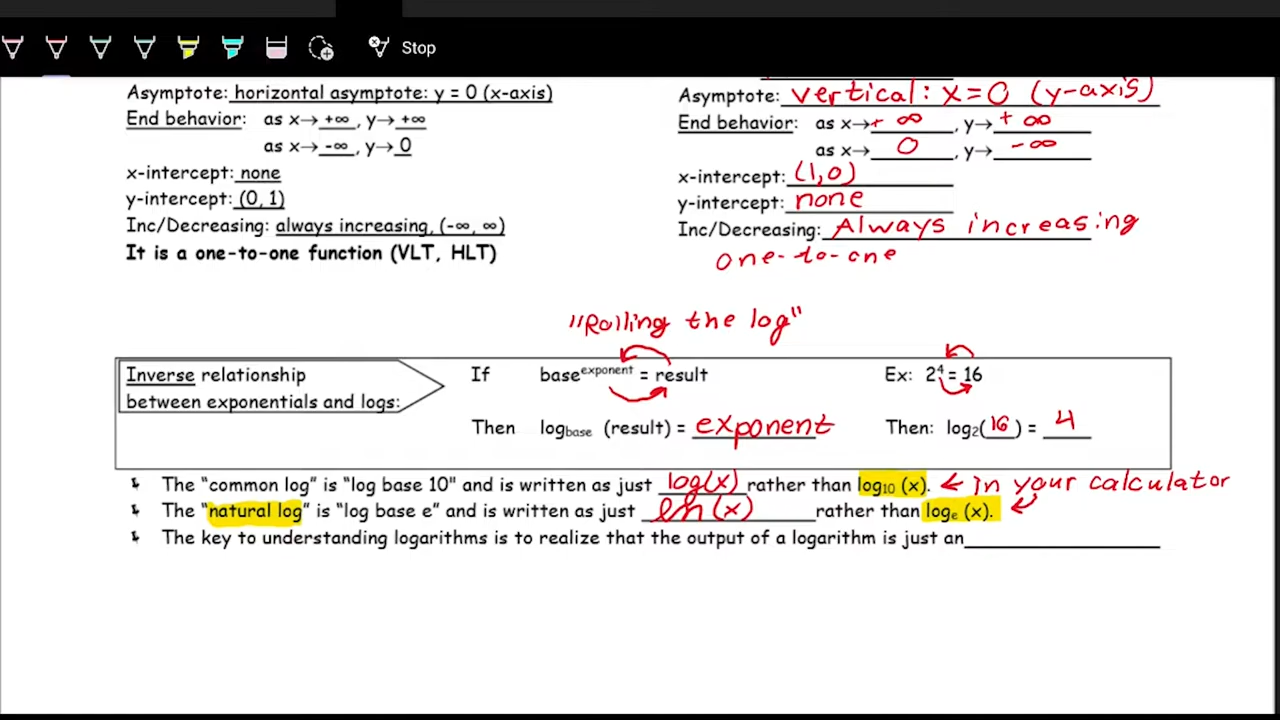 Stop
Asymptote: horizontal asymptote: y = 0 (x-axis)
End behavior: as x→ +∞, y→ +∞
as x→ -∞, y→ 0
x-intercept: none
y-intercept: (0, 1)
Inc/Decreasing: always increasing, (-∞, ∞)
It is a one-to-one function (VLT, HLT)
Asymptote: vertical: x=0 (y-axis)
End behavior: as x→ + ∞, y→ + ∞
as x→ 0, y→ -∞
x-intercept: (1,0)
y-intercept: none
Inc/Decreasing: Always increasing
one-to-one
"Rolling the log"
Inverse relationship
between exponentials and logs:
If base^exponent = result
Then log_base (result) = exponent
Ex: 2⁴ = 16
Then: log₂(16) = 4
The "common log" is "log base 10" and is written as just log(x) rather than log₁₀ (x). ← in your calculator
The "natural log" is "log base e" and is written as just ln(x) rather than logₑ (x).
The key to understanding logarithms is to realize that the output of a logarithm is just an